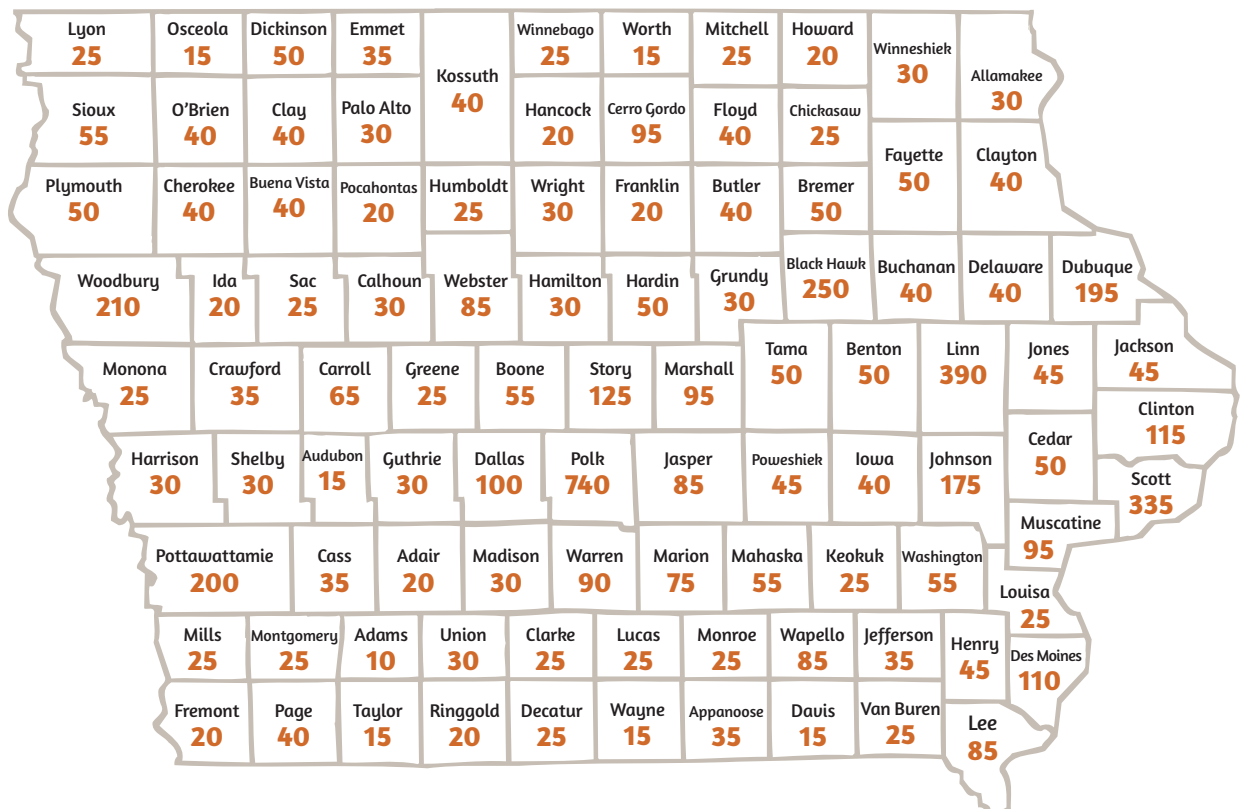 Lyon
25
Osceola
15
Dickinson
50
Emmet
35
Kossuth
40
Winnebago
25
Worth
15
Mitchell
25
Howard
20
Winneshiek
30
Allamakee
30
Sioux
55
O'Brien
40
Clay
40
Palo Alto
30
Hancock
20
Cerro Gordo
95
Floyd
40
Chickasaw
25
Fayette
50
Clayton
40
Plymouth
50
Cherokee
40
Buena Vista
40
Pocahontas
20
Humboldt
25
Wright
30
Franklin
20
Butler
40
Bremer
50
Woodbury
210
Ida
20
Sac
25
Calhoun
30
Webster
85
Hamilton
30
Hardin
50
Grundy
30
Black Hawk
250
Buchanan
40
Delaware
40
Dubuque
195
Monona
25
Crawford
35
Carroll
65
Greene
25
Boone
55
Story
125
Marshall
95
Tama
50
Benton
50
Linn
390
Jones
45
Jackson
45
Clinton
115
Harrison
30
Shelby
30
Audubon
15
Guthrie
30
Dallas
100
Polk
740
Jasper
85
Poweshiek
45
Iowa
40
Johnson
175
Cedar
50
Scott
335
Muscatine
95
Pottawattamie
200
Cass
35
Adair
20
Madison
30
Warren
90
Marion
75
Mahaska
55
Keokuk
25
Washington
55
Louisa
25
Mills
25
Montgomery
25
Adams
10
Union
30
Clarke
25
Lucas
25
Monroe
25
Wapello
85
Jefferson
35
Henry
45
Des Moines
110
Fremont
20
Page
40
Taylor
15
Ringgold
20
Decatur
25
Wayne
15
Appanoose
35
Davis
15
Van Buren
25
Lee
85